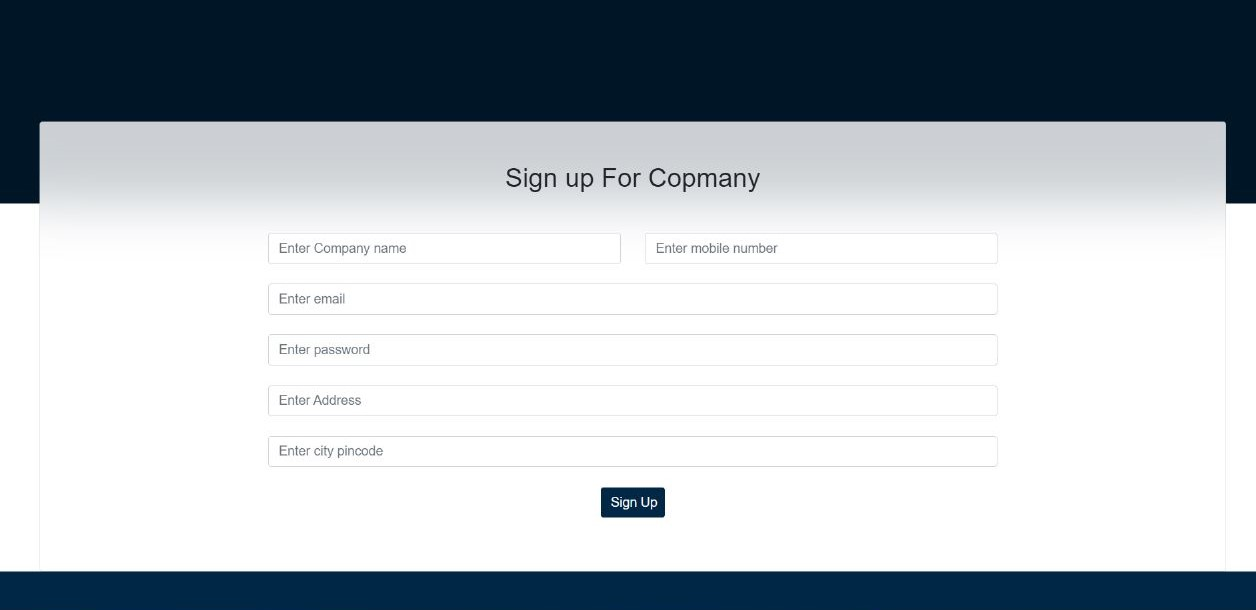 Sign up For Copmany
Enter Company name
Enter mobile number
Enter email
Enter password
Enter Address
Enter city pincode
Sign Up